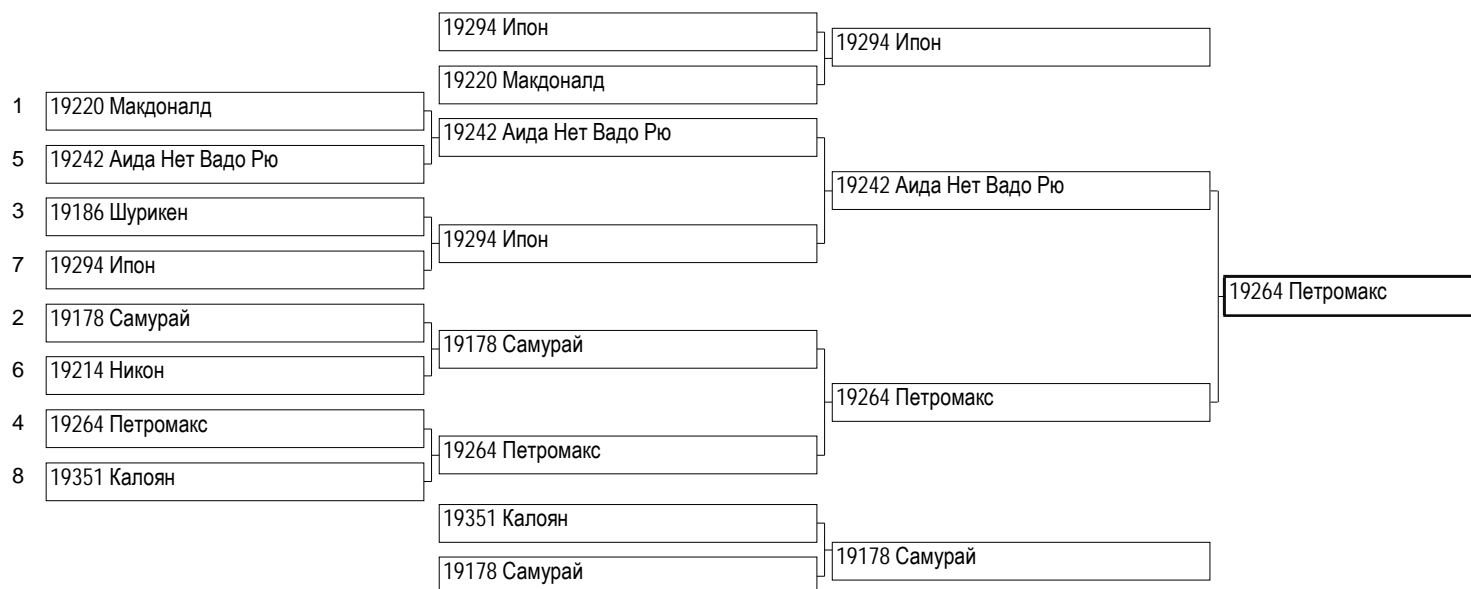 19294 Ипон
19294 Ипон
19220 Макдоналд
1 19220 Макдоналд
19242 Аида Нет Вадо Рю
5 19242 Аида Нет Вадо Рю
19242 Аида Нет Вадо Рю
3 19186 Шурикен
19294 Ипон
7 19294 Ипон
19264 Петромакс
2 19178 Самурай
19178 Самурай
6 19214 Никон
19264 Петромакс
4 19264 Петромакс
19264 Петромакс
8 19351 Калоян
19351 Калоян
19178 Самурай
19178 Самурай